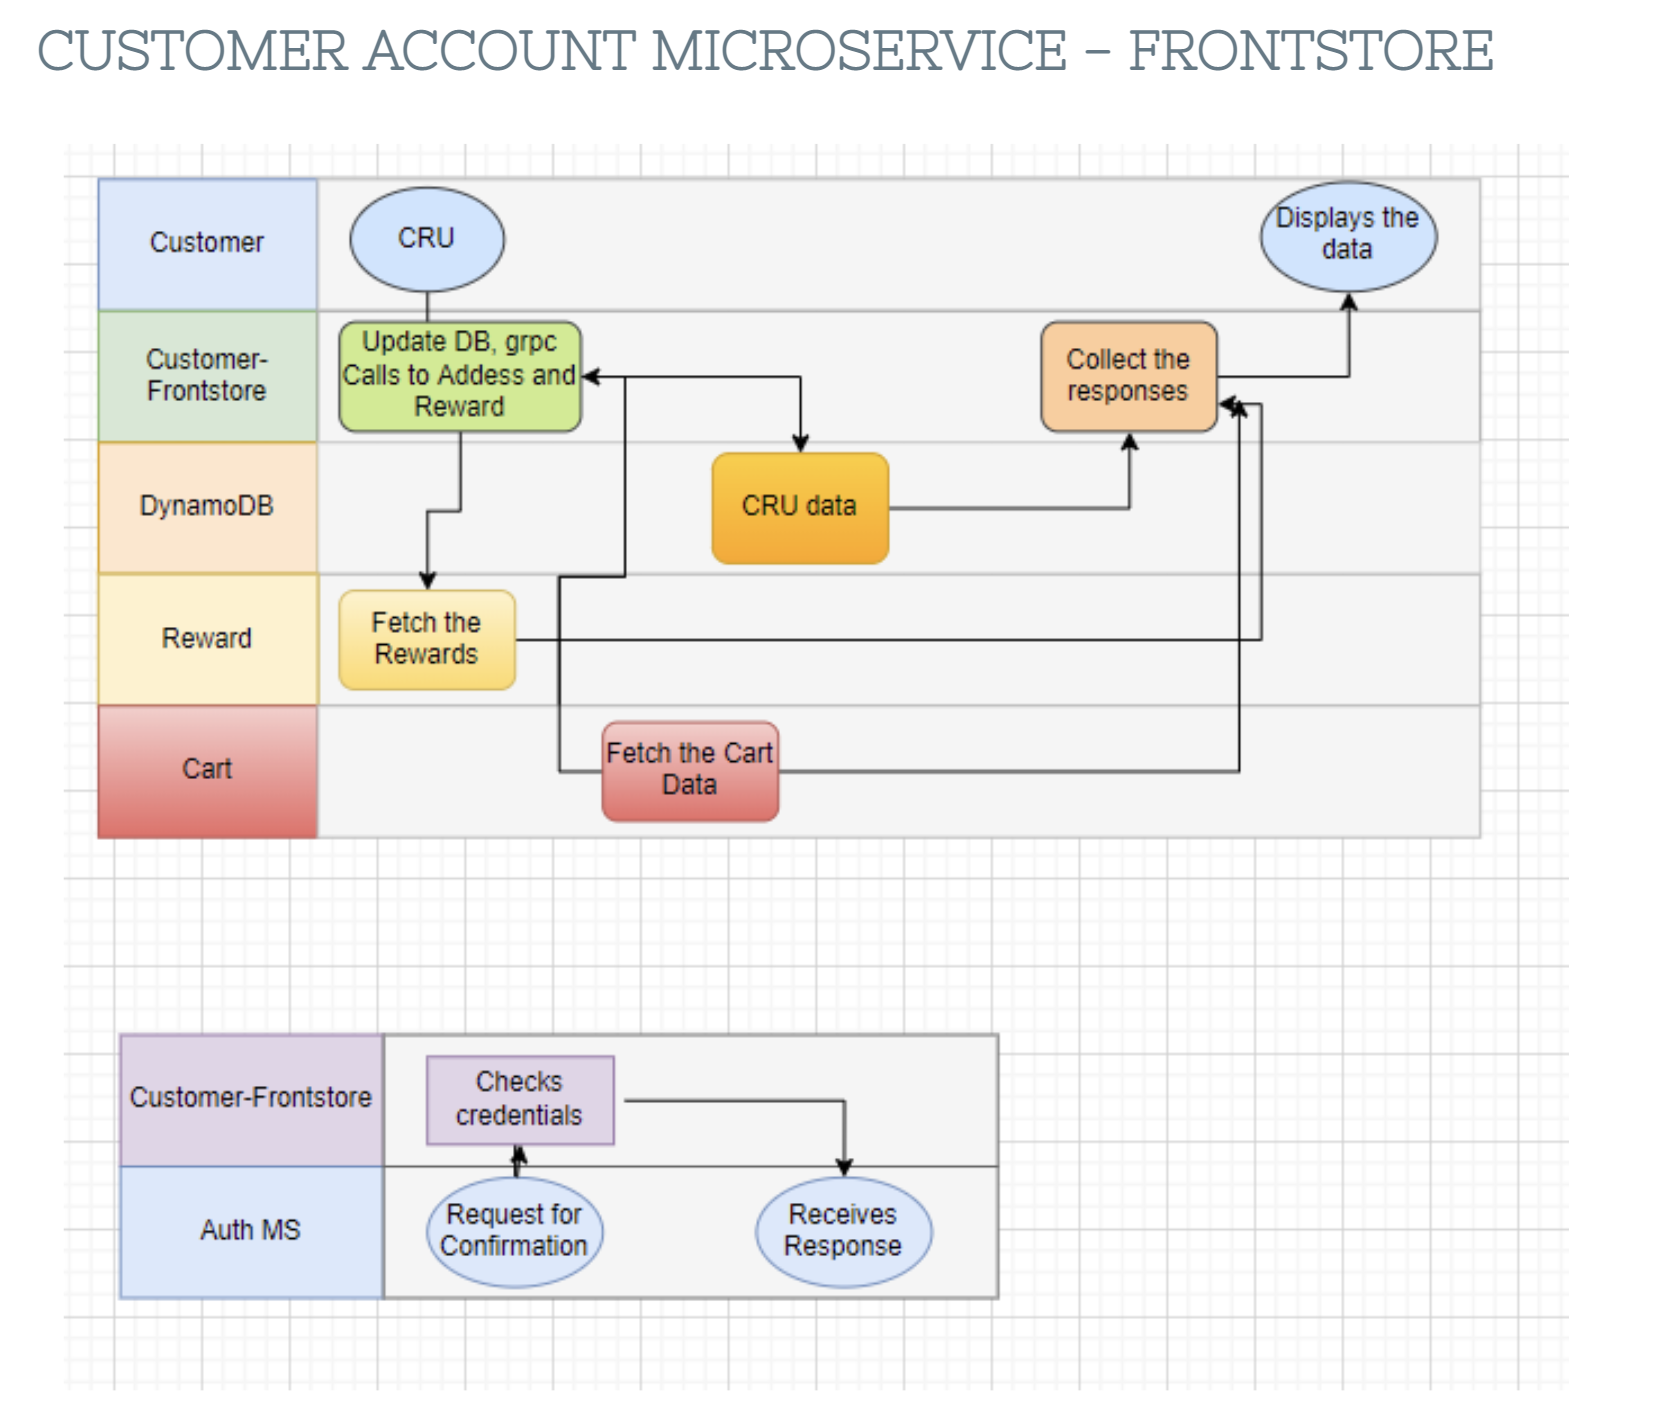 CUSTOMER ACCOUNT MICROSERVICE – FRONTSTORE
Customer
CRU
Displays the
data
Customer-
Frontstore
Update DB, grpc
Calls to Addess and
Reward
Collect the
responses
DynamoDB
CRU data
Reward
Fetch the
Rewards
Cart
Fetch the Cart
Data
Customer-Frontstore
Checks
credentials
Auth MS
Request for
Confirmation
Receives
Response